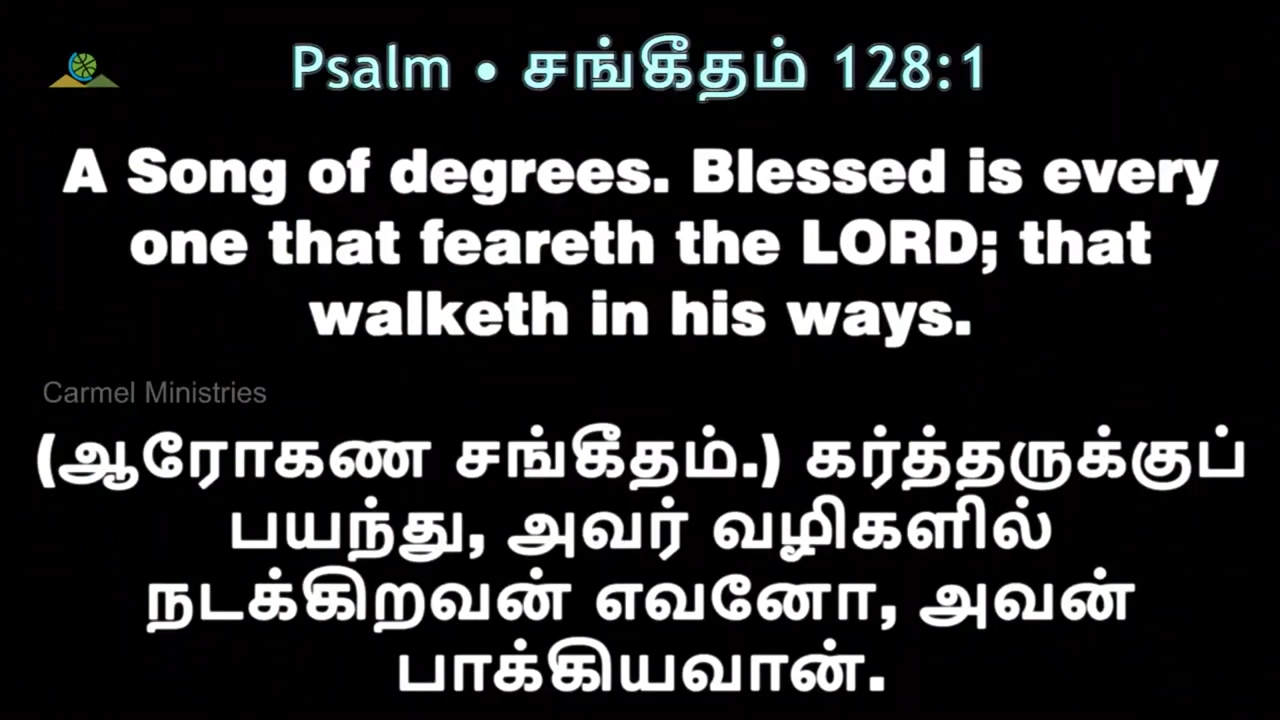 Psalm • சங்கீதம் 128:1
A Song of degrees. Blessed is every
one that feareth the LORD; that
walketh in his ways.
Carmel Ministries
(ஆரோகண சங்கீதம்.) கர்த்தருக்குப்
பயந்து, அவர் வழிகளில்
நடக்கிறவன் எவனோ, அவன்
பாக்கியவான்.